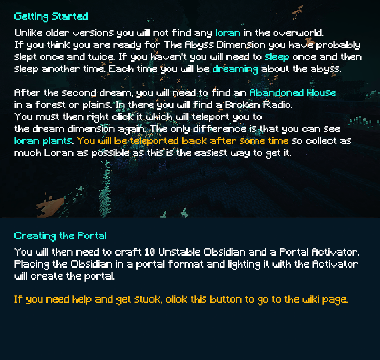 Getting Started
Unlike older versions you will not find any loran in the overworld.
If you think you are ready for The Abyss Dimension you have probably
slept once and twice. If you haven't you will need to sleep once and then
sleep another time. Each time you will be dreaming about the abyss.
After the second dream, you will need to find an Abandoned House
in a forest or plains. In there you will find a Broken Radio.
You must then right click it which will teleport you to
the dream dimension again. The only difference is that you can see
loran plants. You will be teleported back after some time so collect as
much Loran as possible as this is the easiest way to get it.
Creating the Portal
You will then need to craft 10 Unstable Obsidian and a Portal Activator.
Placing the Obsidian in a portal format and lighting it with the Activator
will create the portal.
If you need help and get stuck, click this button to go to the wiki page.